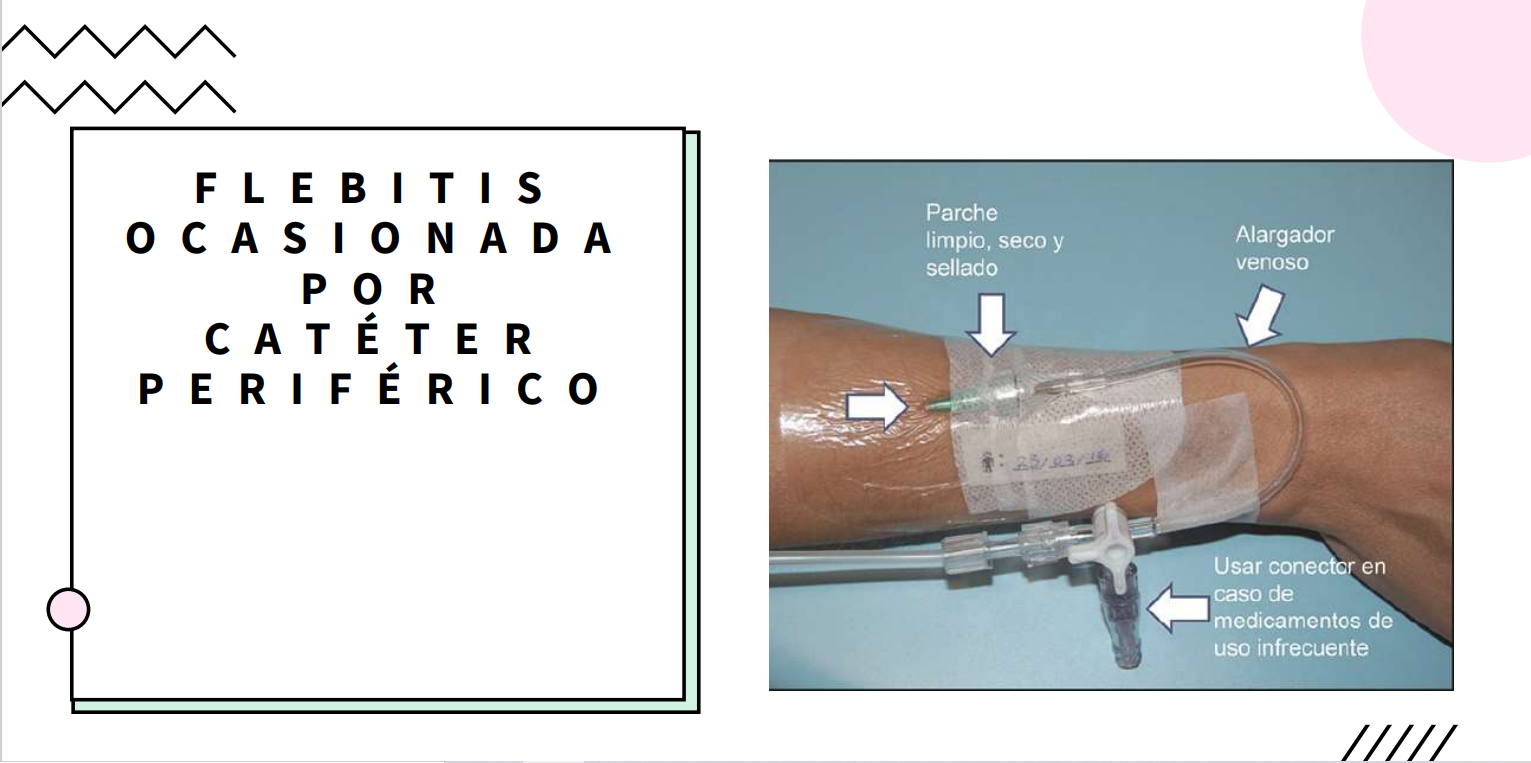 FLEBITIS
OCASIONADA
POR
CATÉTER
PERIFÉRICO
Parche
limpio, seco y
sellado
Alargador
venoso
23/03/
Usar conector en
caso de
medicamentos de
uso infrecuente